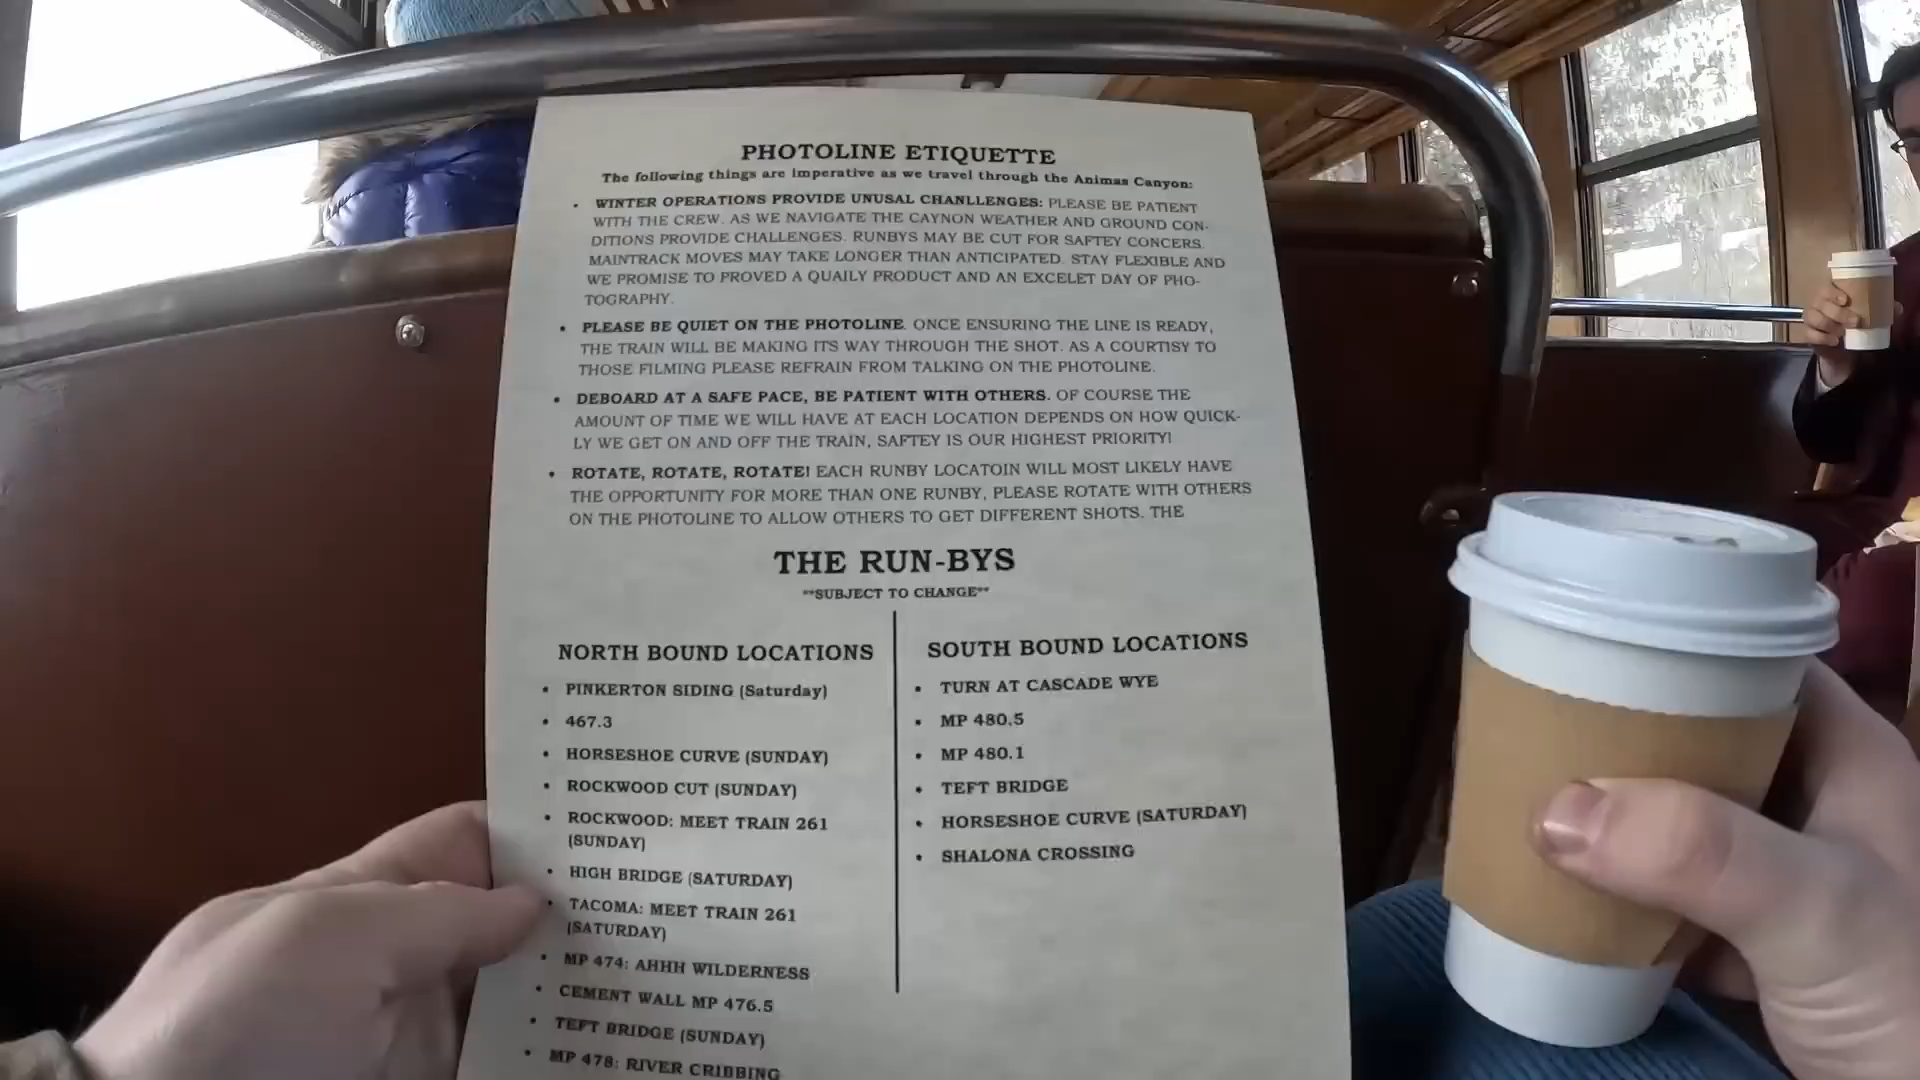 PHOTOLINE ETIQUETTE
The following things are imperative as we travel through the Animas Canyon:
• WINTER OPERATIONS PROVIDE UNUSAL CHANLLENGES: PLEASE BE PATIENT
WITH THE CREW. AS WE NAVIGATE THE CAYNON WEATHER AND GROUND CON-
DITIONS PROVIDE CHALLENGES. RUNBYS MAY BE CUT FOR SAFTEY CONCERS.
MAINTRACK MOVES MAY TAKE LONGER THAN ANTICIPATED. STAY FLEXIBLE AND
WE PROMISE TO PROVED A QUAILY PRODUCT AND AN EXCELET DAY OF PHO-
TOGRAPHY.
• PLEASE BE QUIET ON THE PHOTOLINE. ONCE ENSURING THE LINE IS READY,
THE TRAIN WILL BE MAKING ITS WAY THROUGH THE SHOT. AS A COURTISY TO
THOSE FILMING PLEASE REFRAIN FROM TALKING ON THE PHOTOLINE.
• DEBOARD AT A SAFE PACE, BE PATIENT WITH OTHERS. OF COURSE THE
AMOUNT OF TIME WE WILL HAVE AT EACH LOCATION DEPENDS ON HOW QUICK-
LY WE GET ON AND OFF THE TRAIN, SAFTEY IS OUR HIGHEST PRIORITY!
• ROTATE, ROTATE, ROTATE! EACH RUNBY LOCATOIN WILL MOST LIKELY HAVE
THE OPPORTUNITY FOR MORE THAN ONE RUNBY, PLEASE ROTATE WITH OTHERS
ON THE PHOTOLINE TO ALLOW OTHERS TO GET DIFFERENT SHOTS. THE
THE RUN-BYS
**SUBJECT TO CHANGE**
NORTH BOUND LOCATIONS
• PINKERTON SIDING (Saturday)
• 467.3
• HORSESHOE CURVE (SUNDAY)
• ROCKWOOD CUT (SUNDAY)
• ROCKWOOD: MEET TRAIN 261
(SUNDAY)
• HIGH BRIDGE (SATURDAY)
• TACOMA: MEET TRAIN 261
(SATURDAY)
• MP 474: AHHH WILDERNESS
• CEMENT WALL MP 476.5
• TEFT BRIDGE (SUNDAY)
• MP 478: RIVER CRIBBING
SOUTH BOUND LOCATIONS
• TURN AT CASCADE WYE
• MP 480.5
• MP 480.1
• TEFT BRIDGE
• HORSESHOE CURVE (SATURDAY)
• SHALONA CROSSING